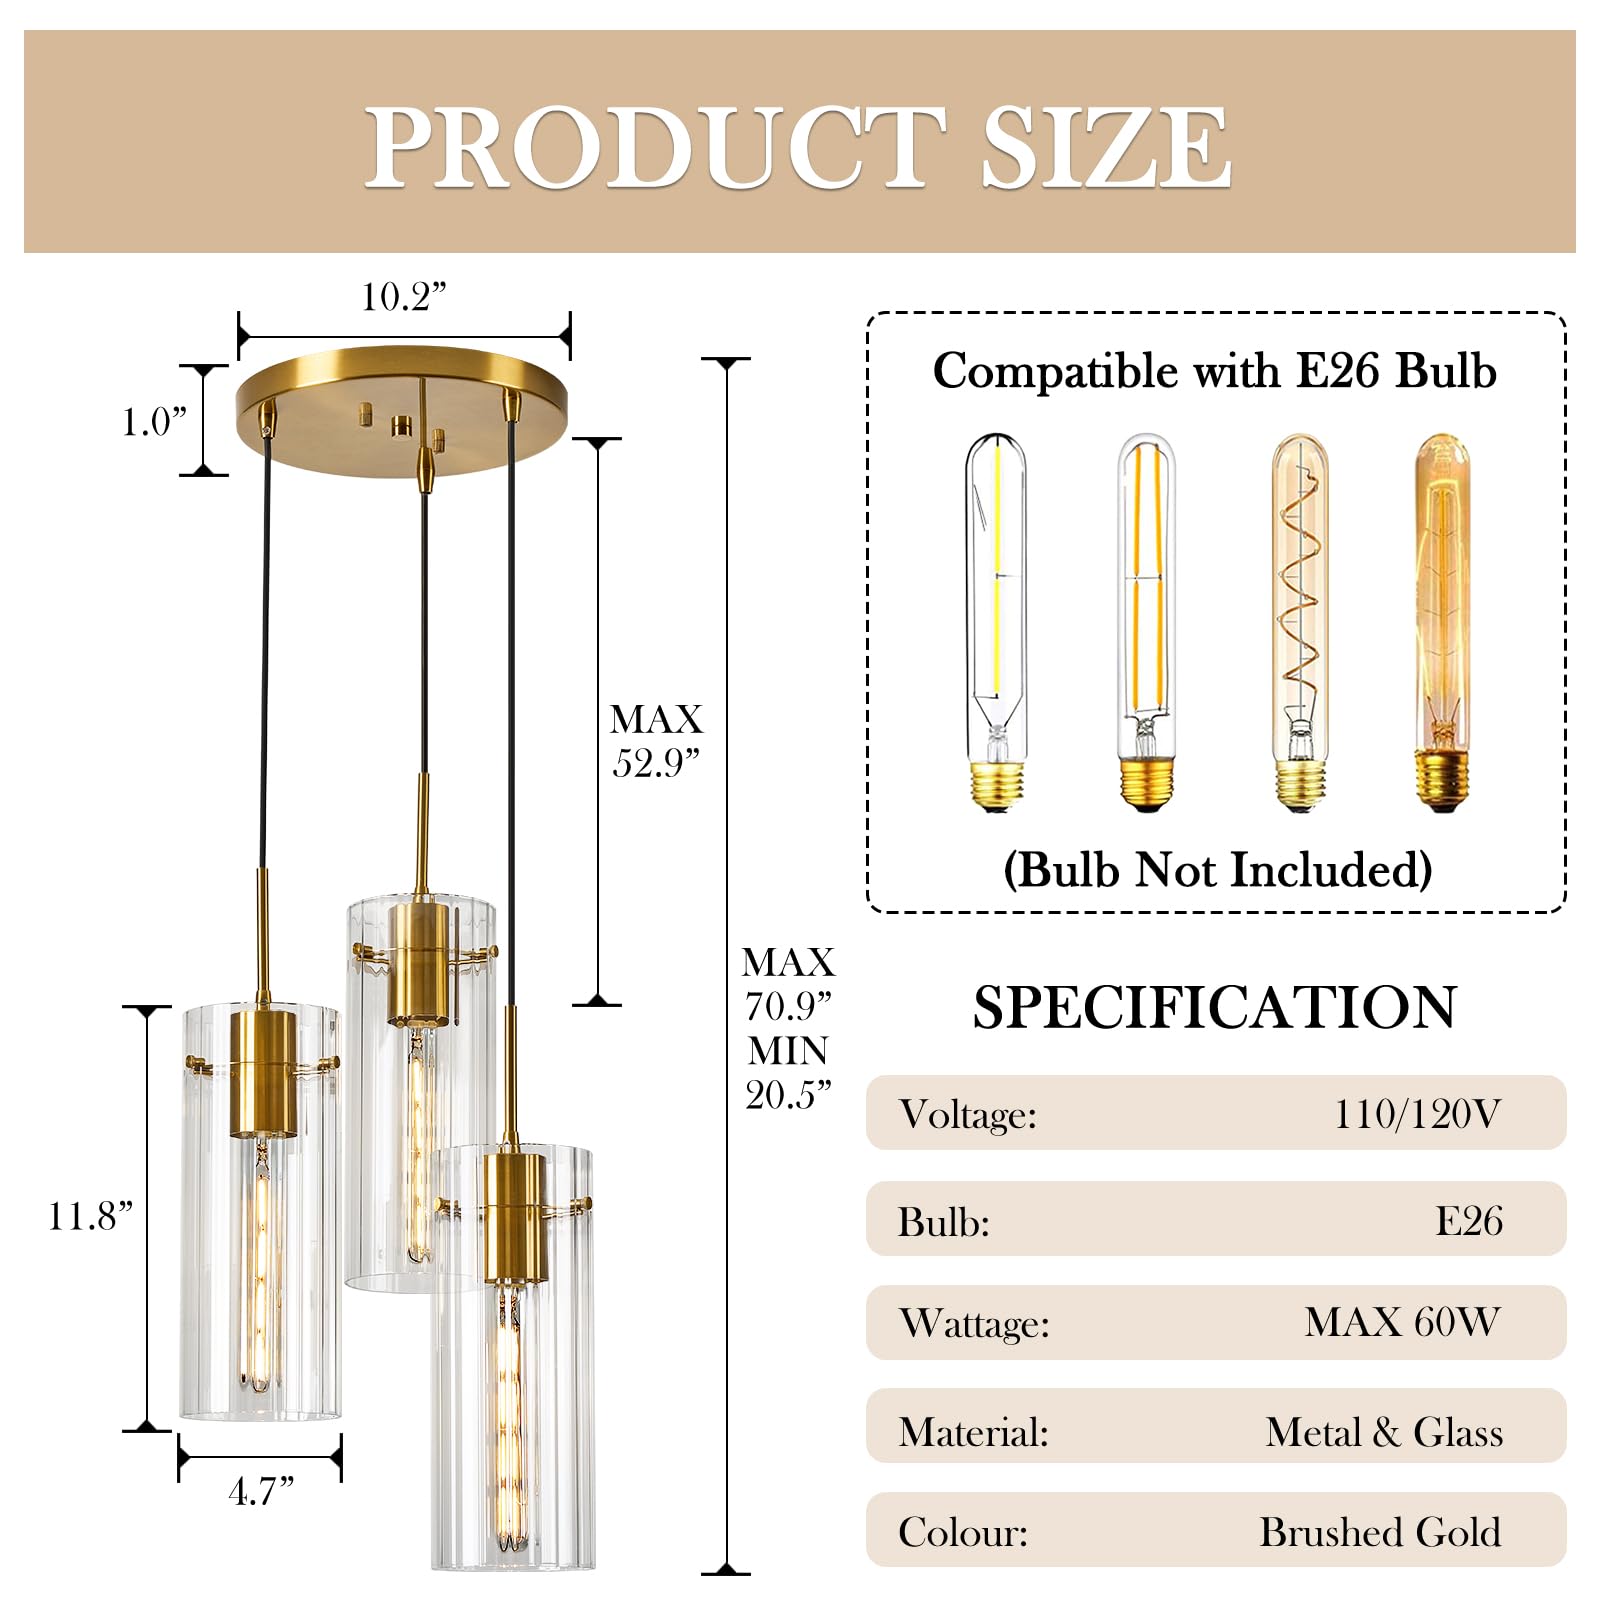 PRODUCT SIZE
10.2”
1.0”
MAX
52.9”
MAX
70.9”
MIN
20.5”
11.8”
4.7”
Compatible with E26 Bulb
(Bulb Not Included)
SPECIFICATION
Voltage: 110/120V
Bulb: E26
Wattage: MAX 60W
Material: Metal & Glass
Colour: Brushed Gold